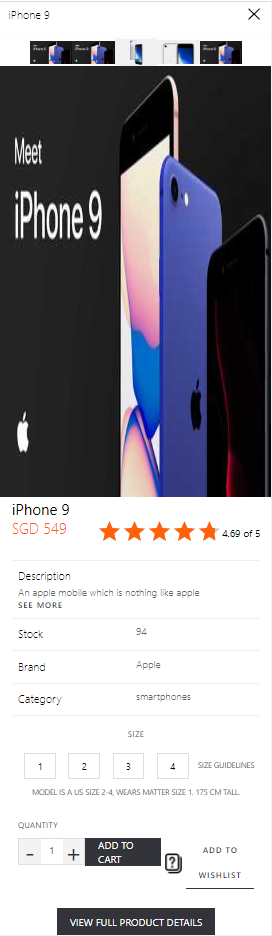 iPhone 9
Meet
iPhone 9
iPhone 9
SGD 549
4.69 of 5
Description
An apple mobile which is nothing like apple
SEE MORE
Stock 94
Brand Apple
Category smartphones
SIZE
1 2 3 4 SIZE GUIDELINES
MODEL IS A US SIZE 2-4, WEARS MATTER SIZE 1. 175 CM TALL.
QUANTITY
- 1 +
ADD TO
CART
ADD TO
WISHLIST
VIEW FULL PRODUCT DETAILS